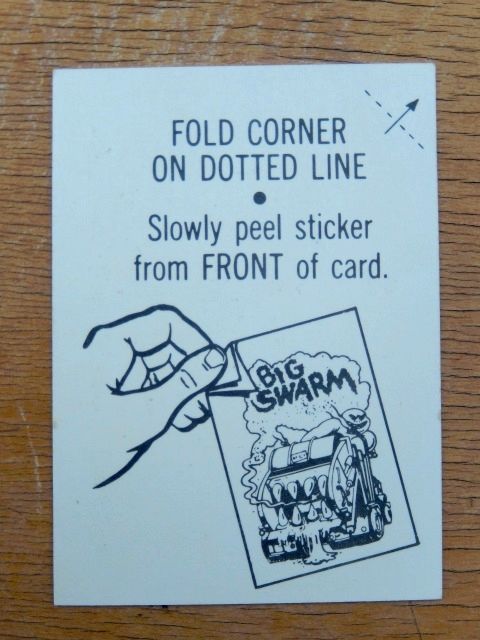 FOLD CORNER
ON DOTTED LINE
Slowly peel sticker
from FRONT of card.
BIG
SWARM